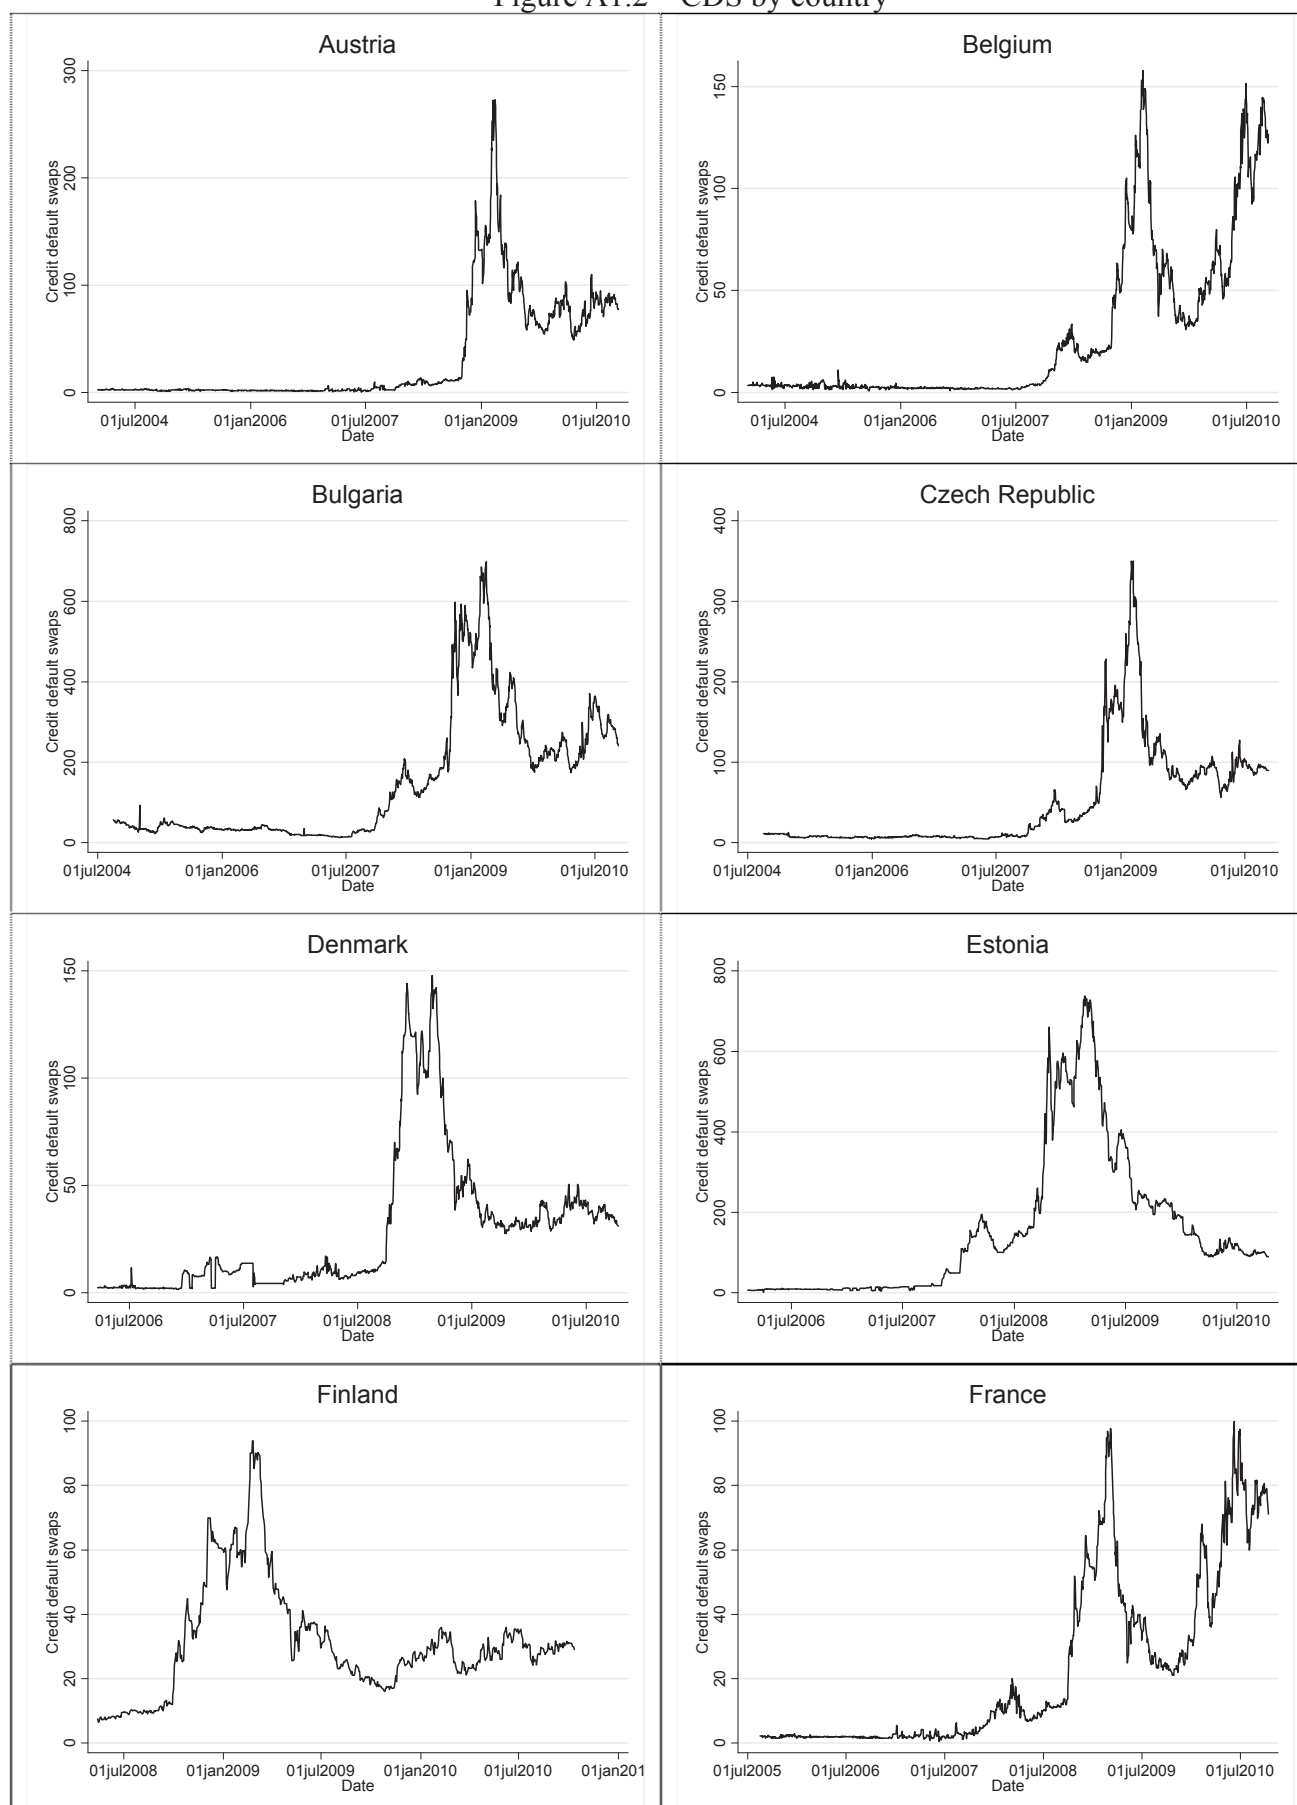 Figure A1.2 – CDS by country
Austria
Credit default swaps
300
200
100
0
01jul2004 01jan2006 01jul2007 01jan2009 01jul2010
Date
Belgium
Credit default swaps
150
100
50
0
01jul2004 01jan2006 01jul2007 01jan2009 01jul2010
Date
Bulgaria
Credit default swaps
800
600
400
200
0
01jul2004 01jan2006 01jul2007 01jan2009 01jul2010
Date
Czech Republic
Credit default swaps
400
300
200
100
0
01jul2004 01jan2006 01jul2007 01jan2009 01jul2010
Date
Denmark
Credit default swaps
150
100
50
0
01jul2006 01jul2007 01jul2008 01jul2009 01jul2010
Date
Estonia
Credit default swaps
800
600
400
200
0
01jul2006 01jul2007 01jul2008 01jul2009 01jul2010
Date
Finland
Credit default swaps
100
80
60
40
20
0
01jul2008 01jan2009 01jul2009 01jan2010 01jul2010 01jan201
Date
France
Credit default swaps
100
80
60
40
20
0
01jul2005 01jul2006 01jul2007 01jul2008 01jul2009 01jul2010
Date